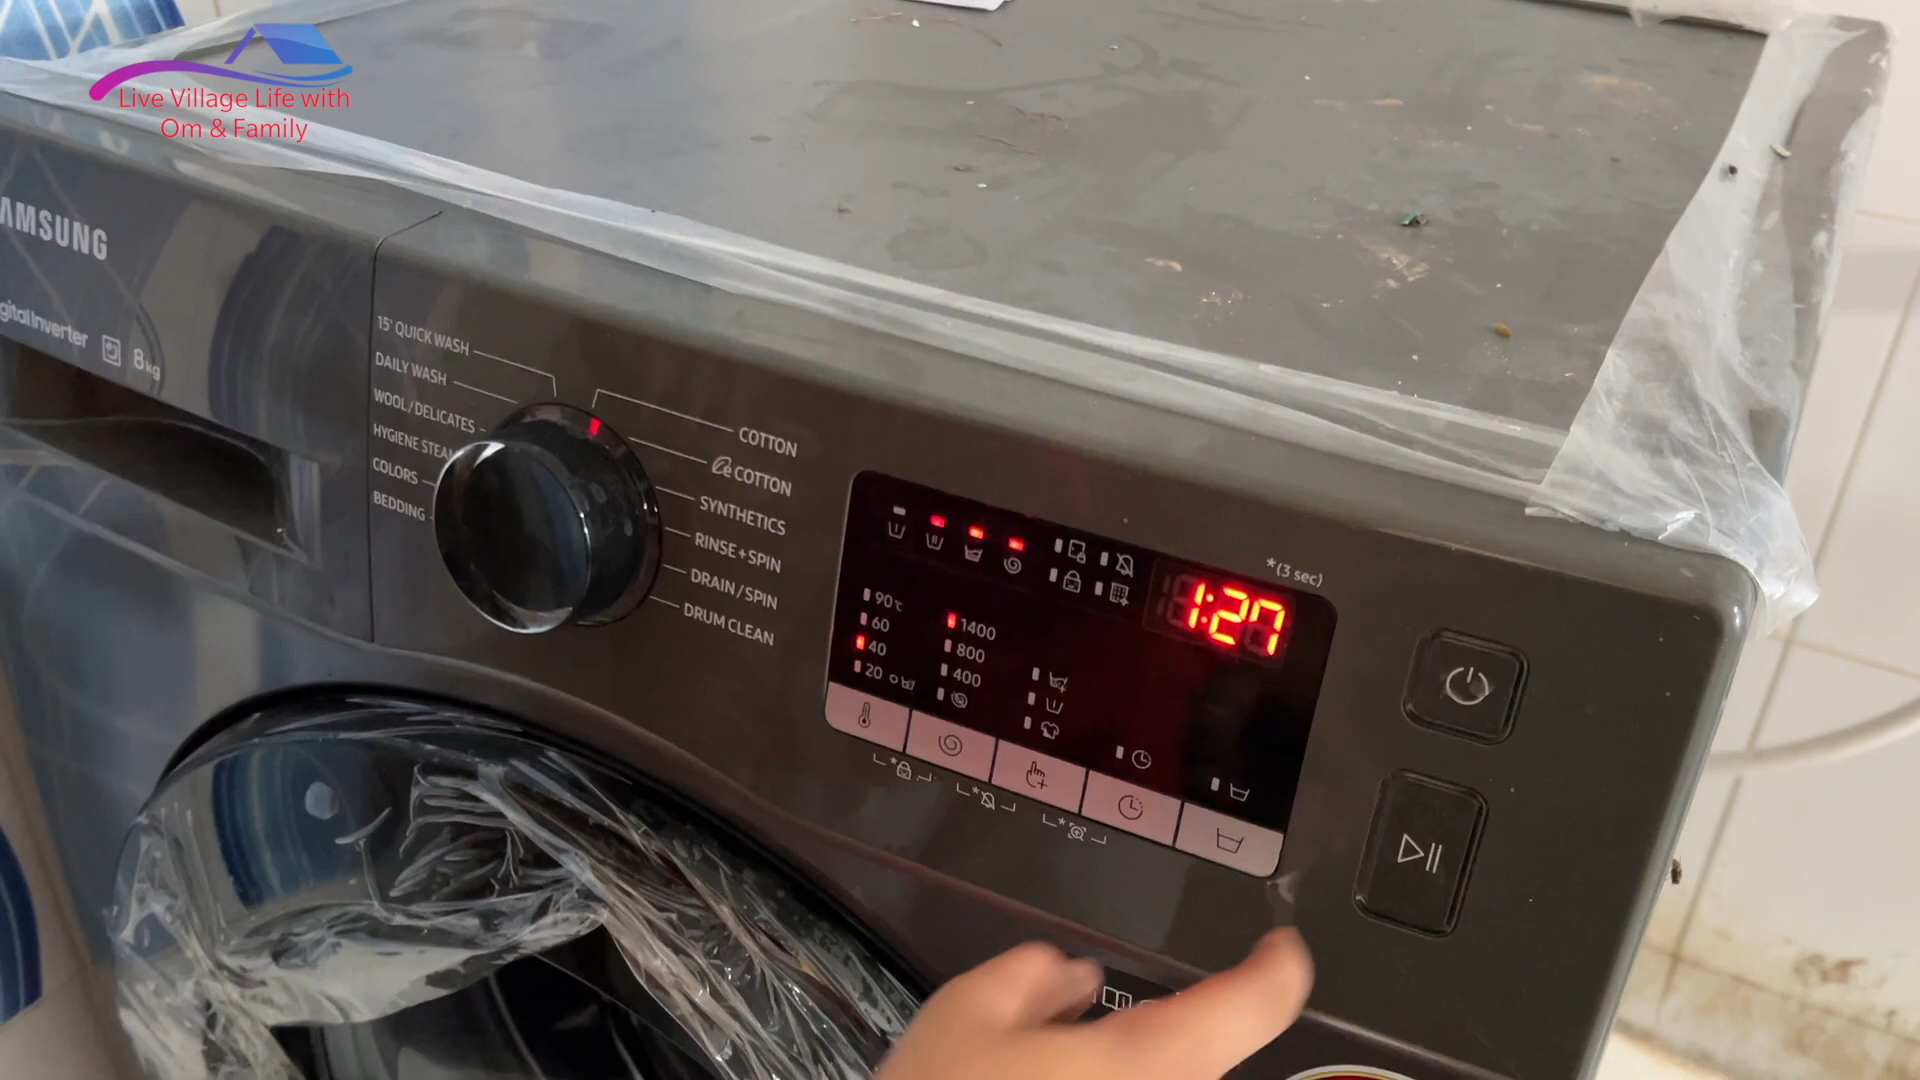 Live Village Life with
Om & Family
AMSUNG
gital Inverter 8kg
15' QUICK WASH
DAILY WASH
WOOL/DELICATES
HYGIENE STEA
COLORS
BEDDING
COTTON
e COTTON
SYNTHETICS
RINSE+SPIN
DRAIN/SPIN
DRUM CLEAN
*(3 sec)
1:27
90℃
60
40
20
1400
800
400